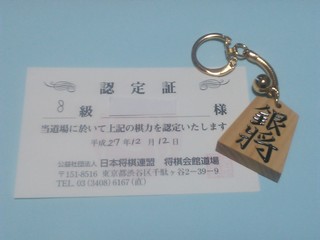 認定証
8 級 様
当道場に於いて上記の棋力を認定いたします
平成27年12月12日
公益社団法人 日本将棋連盟 将棋会館道場
〒151-8516 東京都渋谷区千駄ヶ谷2-39-9
TEL 03(3408)6167(直)
銀将